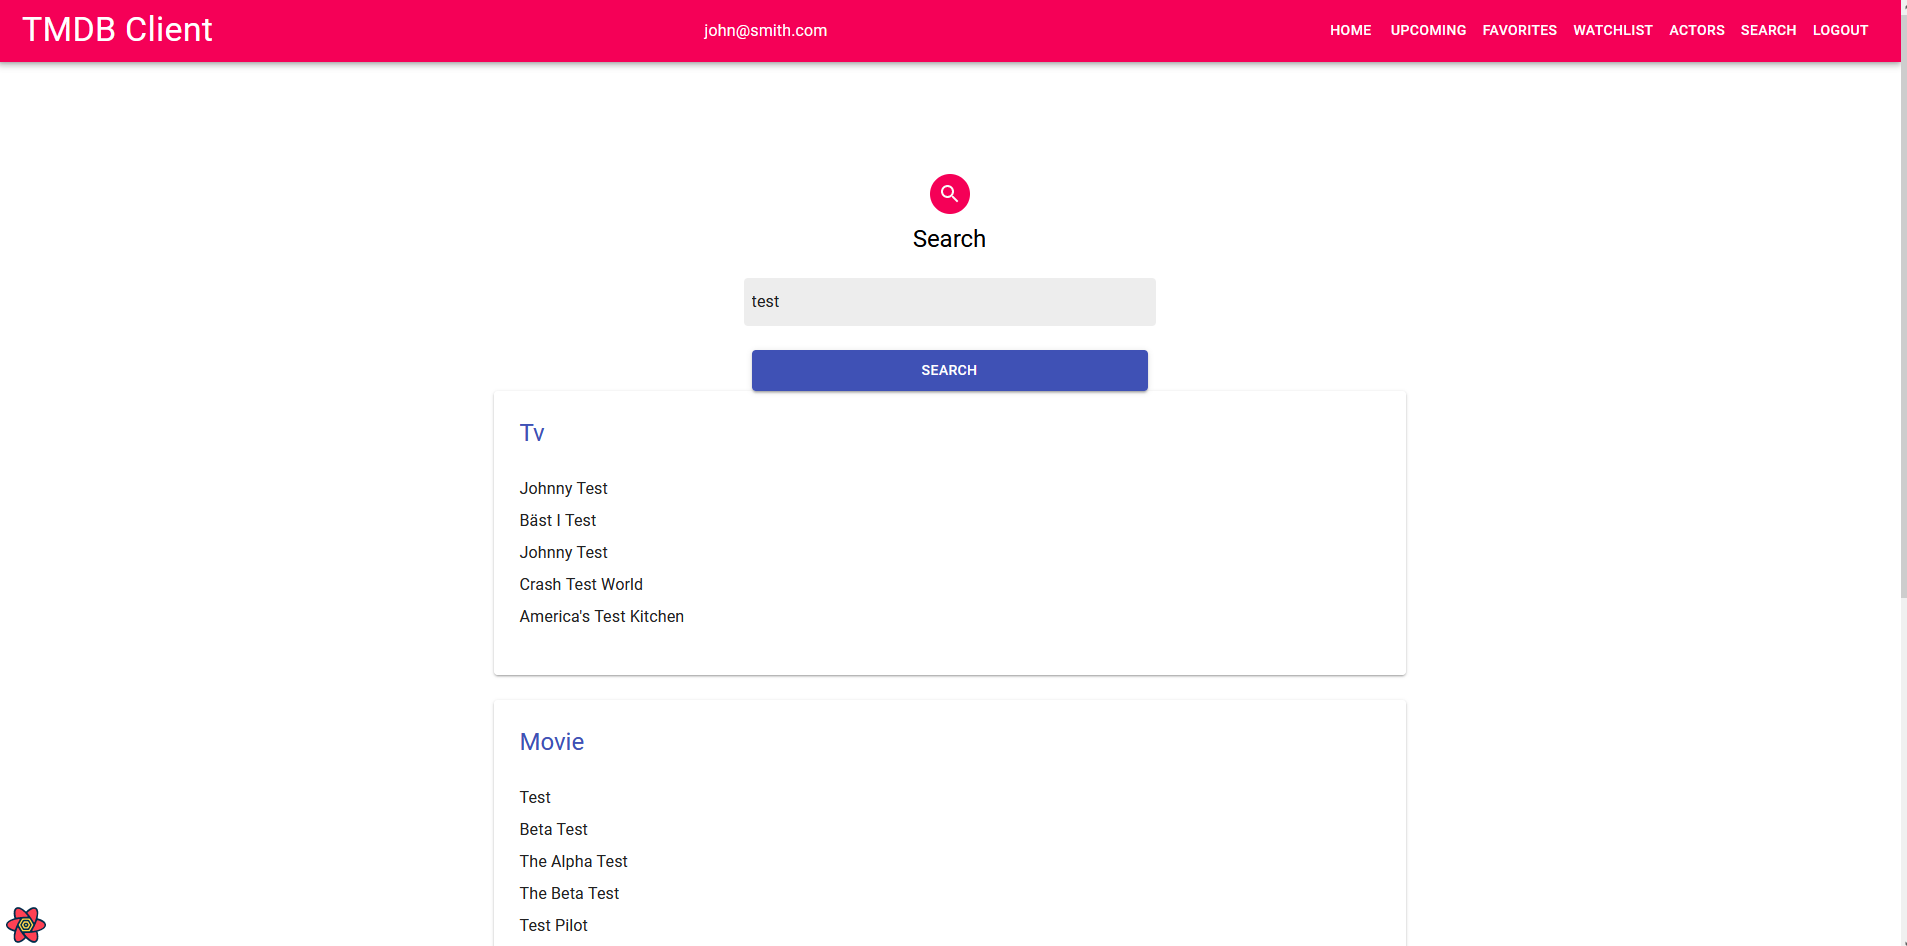 TMDB Client
john@smith.com
HOME UPCOMING FAVORITES WATCHLIST ACTORS SEARCH LOGOUT
Search
test
SEARCH
Tv
Johnny Test
Bäst I Test
Johnny Test
Crash Test World
America's Test Kitchen
Movie
Test
Beta Test
The Alpha Test
The Beta Test
Test Pilot